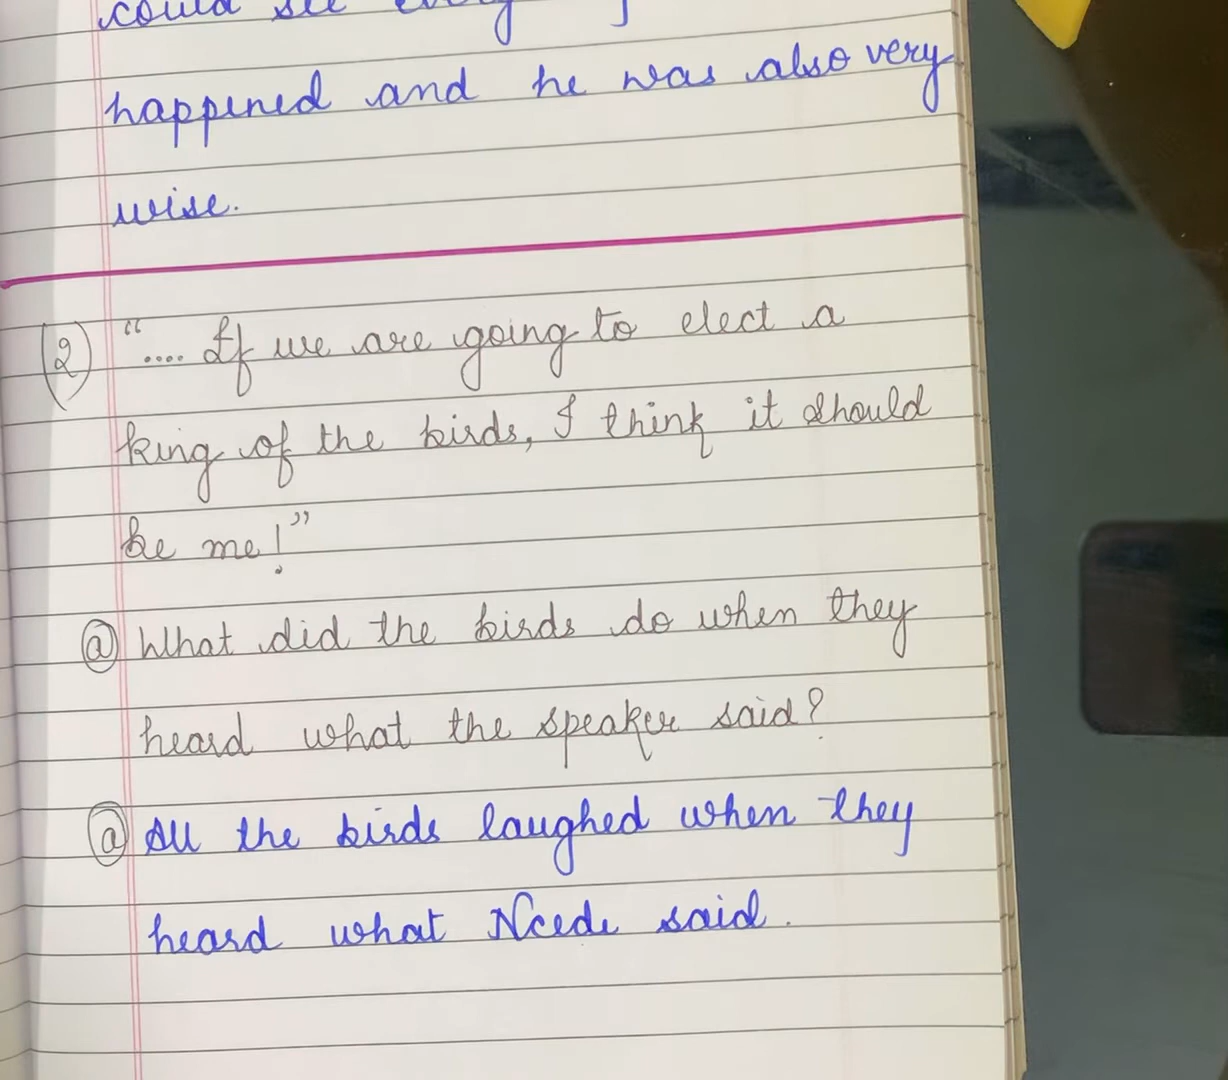 could see
happened and he was also very
wise.
(2) ".... If we are going to elect a
king of the birds, I think it should
be me!"
(a) What did the birds do when they
heard what the speaker said?
(a) All the birds laughed when they
heard what Ncede said.